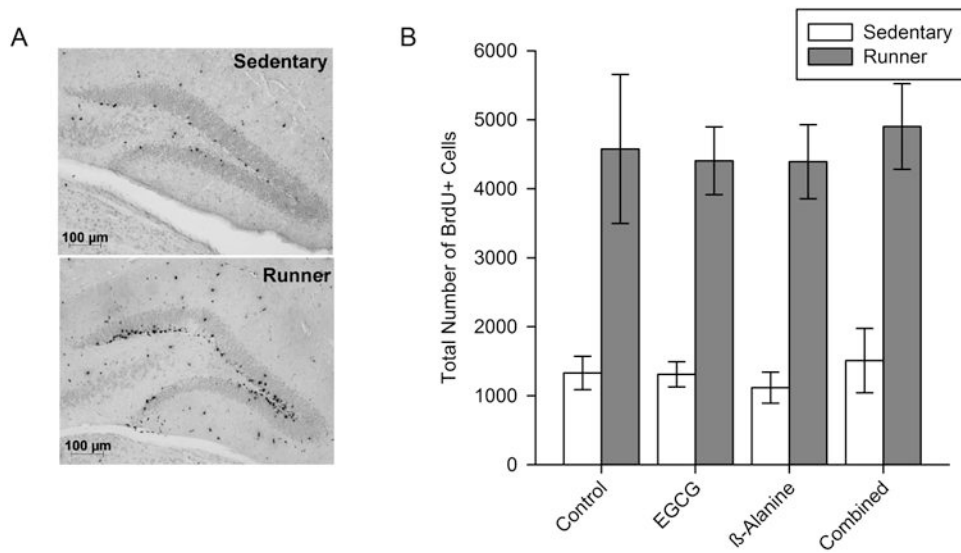 A
Sedentary
100 µm
Runner
100 µm
B
Sedentary
Runner
Total Number of BrdU+ Cells
6000
5000
4000
3000
2000
1000
0
Control
EGCG
ß-Alanine
Combined